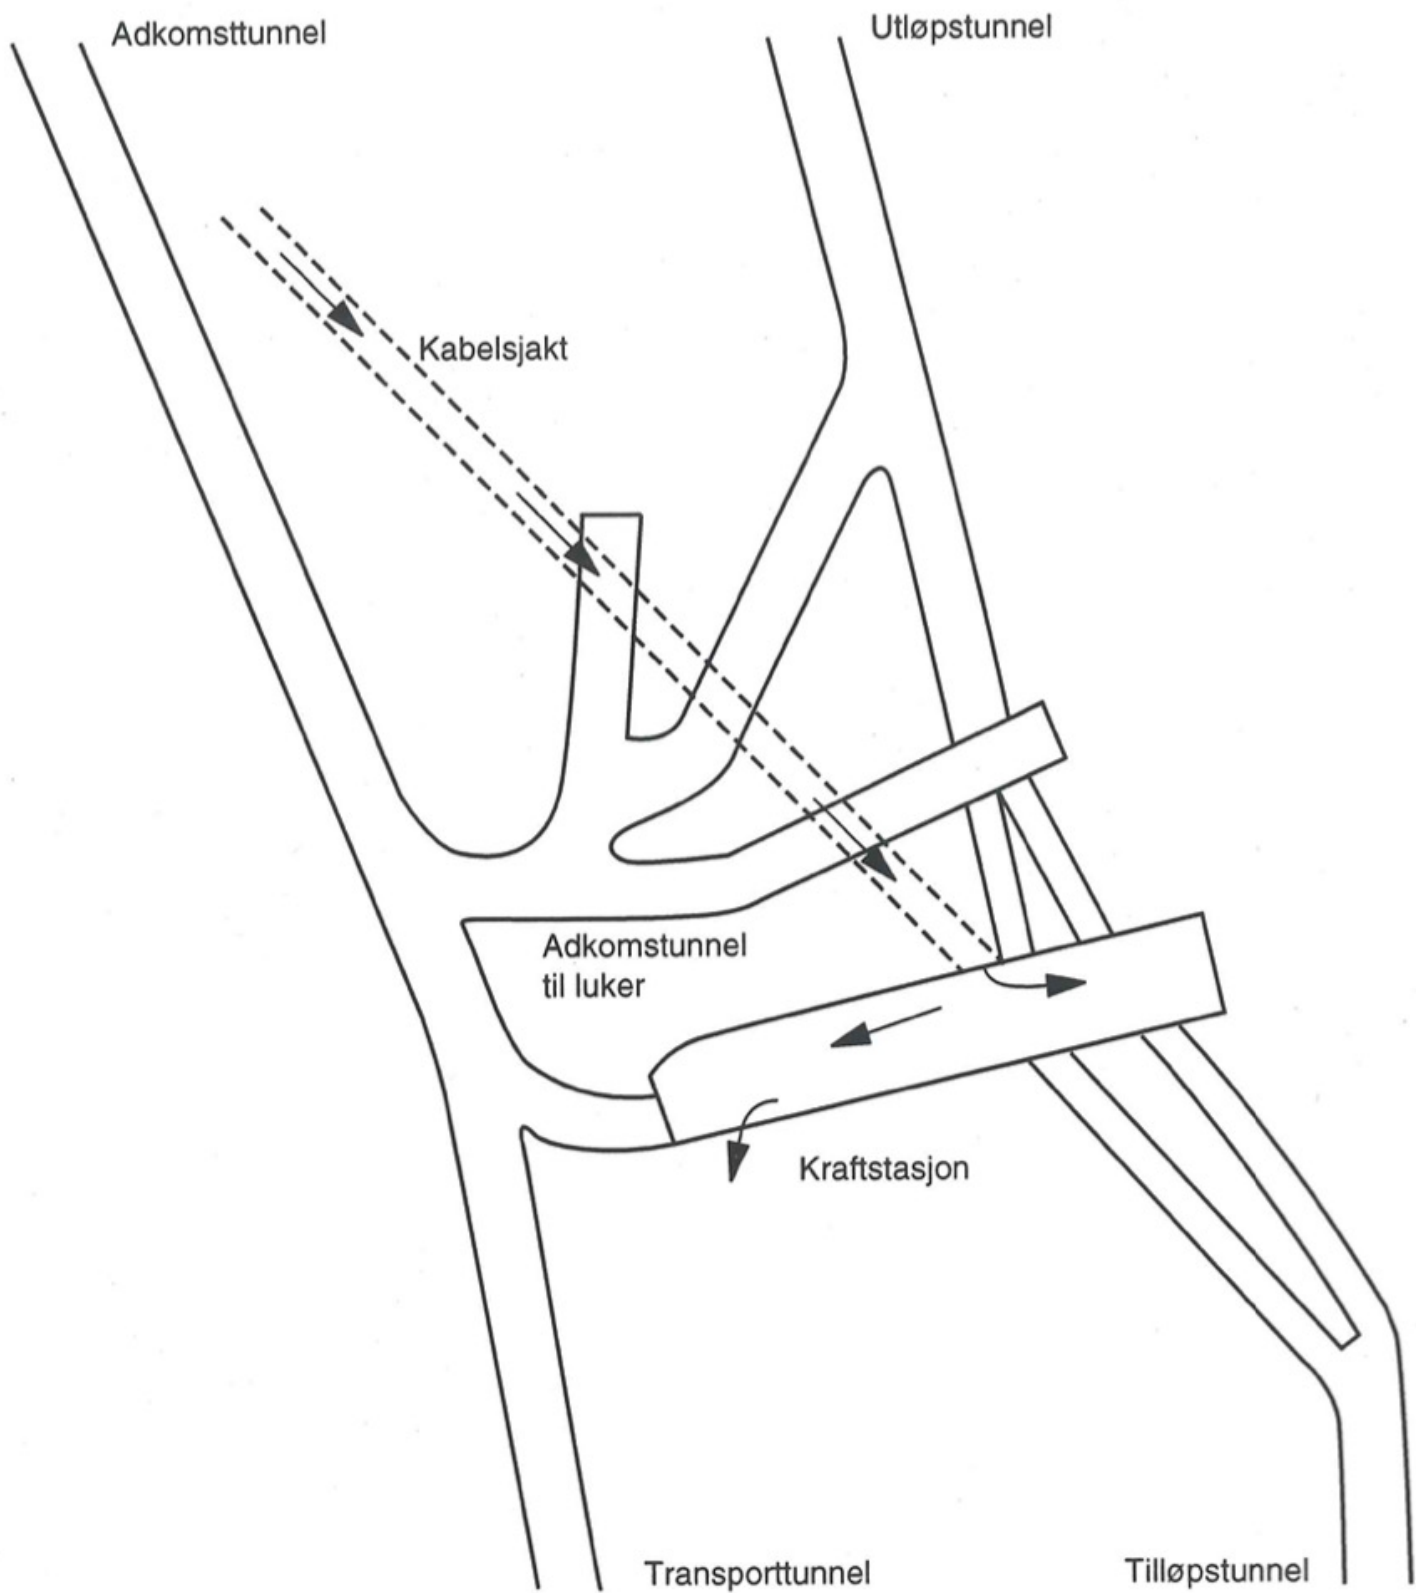 Adkomsttunnel
Utløpstunnel
Kabelsjakt
Adkomstunnel
til luker
Kraftstasjon
Transporttunnel
Tilløpstunnel